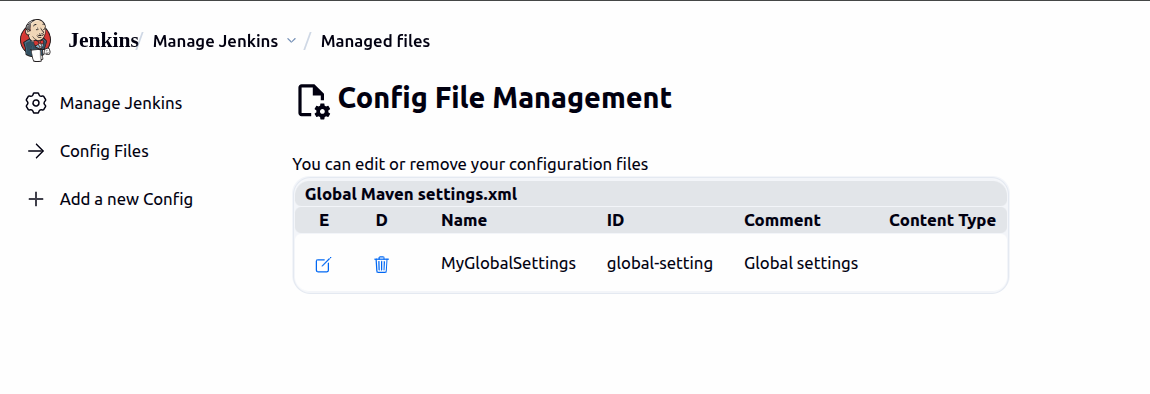 Jenkins / Manage Jenkins / Managed files
Manage Jenkins
Config Files
Add a new Config
Config File Management
You can edit or remove your configuration files
Global Maven settings.xml
E D Name ID Comment Content Type
MyGlobalSettings global-setting Global settings